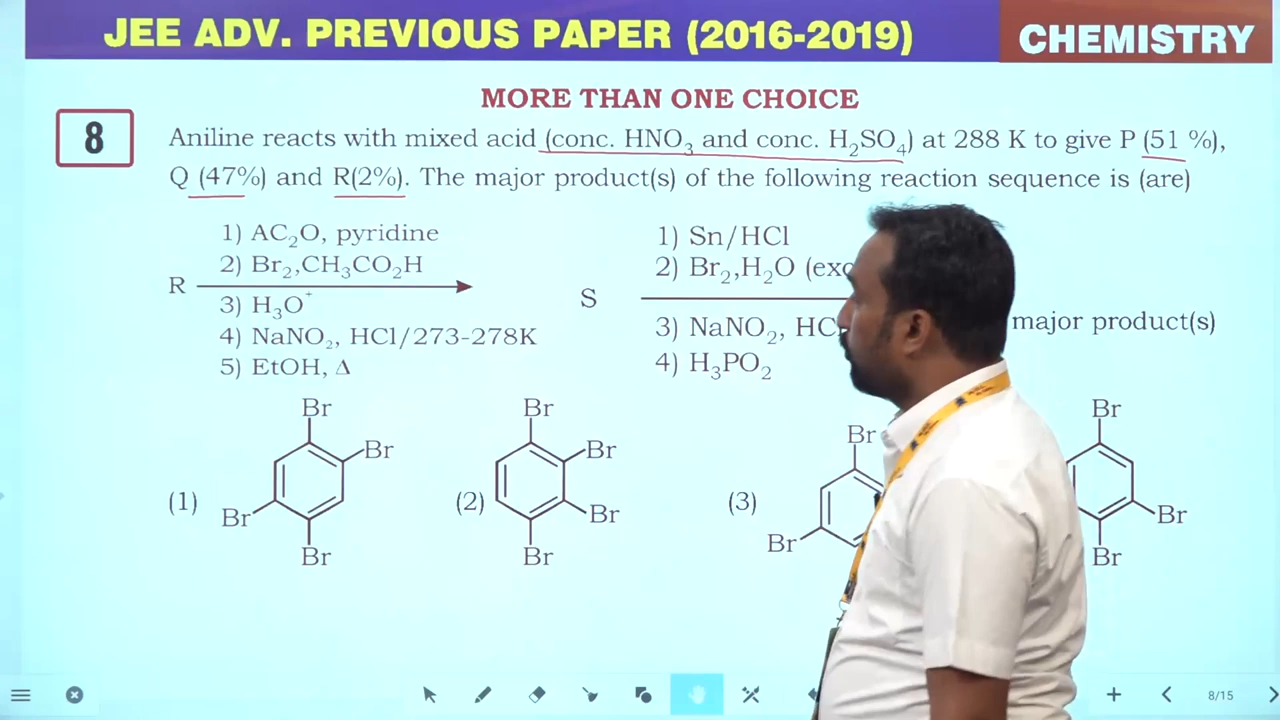 JEE ADV. PREVIOUS PAPER (2016-2019)
CHEMISTRY
MORE THAN ONE CHOICE
8
Aniline reacts with mixed acid (conc. HNO₃ and conc. H₂SO₄) at 288 K to give P (51 %),
Q (47%) and R(2%). The major product(s) of the following reaction sequence is (are)
1) AC₂O, pyridine
2) Br₂,CH₃CO₂H
R
3) H₃O⁺
4) NaNO₂, HCl/273-278K
5) EtOH, Δ
S
1) Sn/HCl
2) Br₂,H₂O
3) NaNO₂,
4) H₃PO₂
major product(s)
(1)
Br
Br
Br
Br
(2)
Br
Br
Br
Br
(3)
Br
Br
Br
Br
Br
8/15